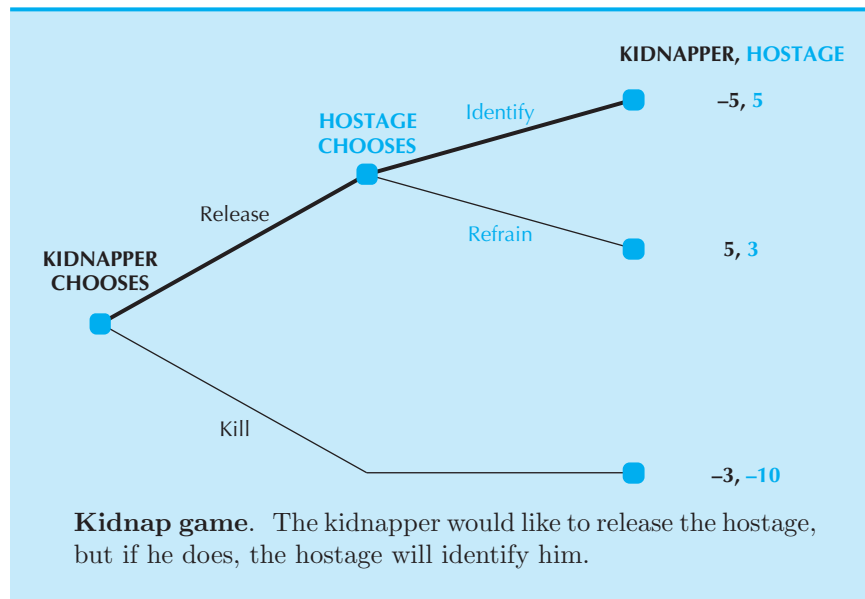 KIDNAPPER, HOSTAGE
–5, 5
Identify
HOSTAGE
CHOOSES
Release
Refrain
5, 3
KIDNAPPER
CHOOSES
Kill
–3, –10
Kidnap game. The kidnapper would like to release the hostage,
but if he does, the hostage will identify him.